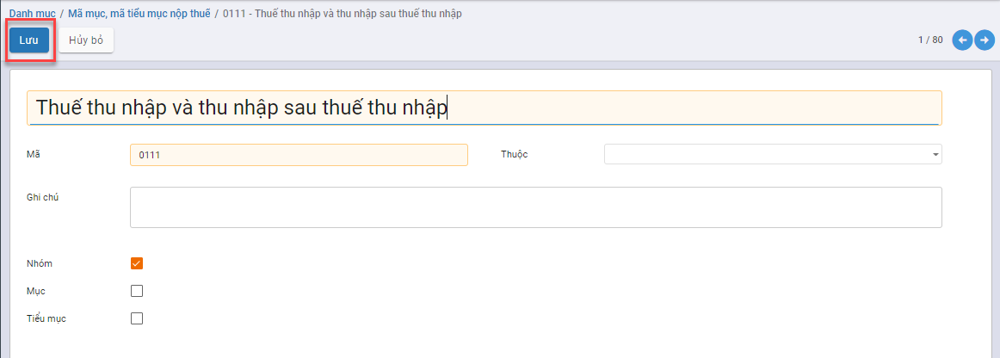 Danh mục / Mã mục, mã tiểu mục nộp thuế / 0111 - Thuế thu nhập và thu nhập sau thuế thu nhập
Lưu Hủy bỏ 1 / 80
Thuế thu nhập và thu nhập sau thuế thu nhập
Mã 0111 Thuộc
Ghi chú
Nhóm
Mục
Tiểu mục